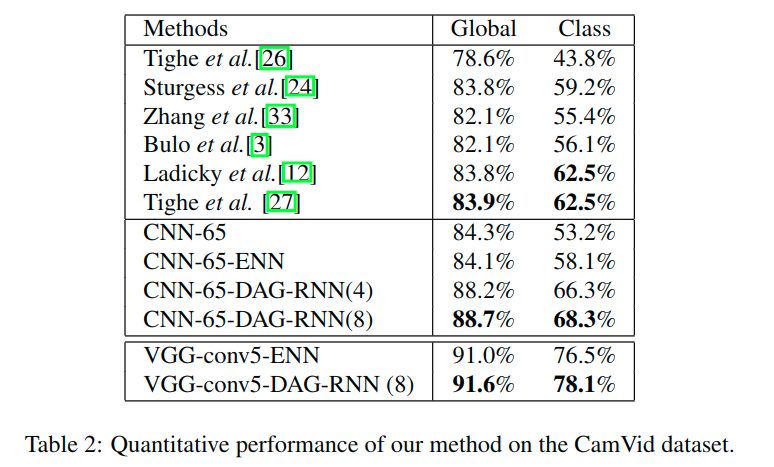 Methods Global Class
Tighe et al.[26] 78.6% 43.8%
Sturgess et al.[24] 83.8% 59.2%
Zhang et al.[33] 82.1% 55.4%
Bulo et al.[3] 82.1% 56.1%
Ladicky et al.[12] 83.8% 62.5%
Tighe et al. [27] 83.9% 62.5%
CNN-65 84.3% 53.2%
CNN-65-ENN 84.1% 58.1%
CNN-65-DAG-RNN(4) 88.2% 66.3%
CNN-65-DAG-RNN(8) 88.7% 68.3%
VGG-conv5-ENN 91.0% 76.5%
VGG-conv5-DAG-RNN (8) 91.6% 78.1%
Table 2: Quantitative performance of our method on the CamVid dataset.